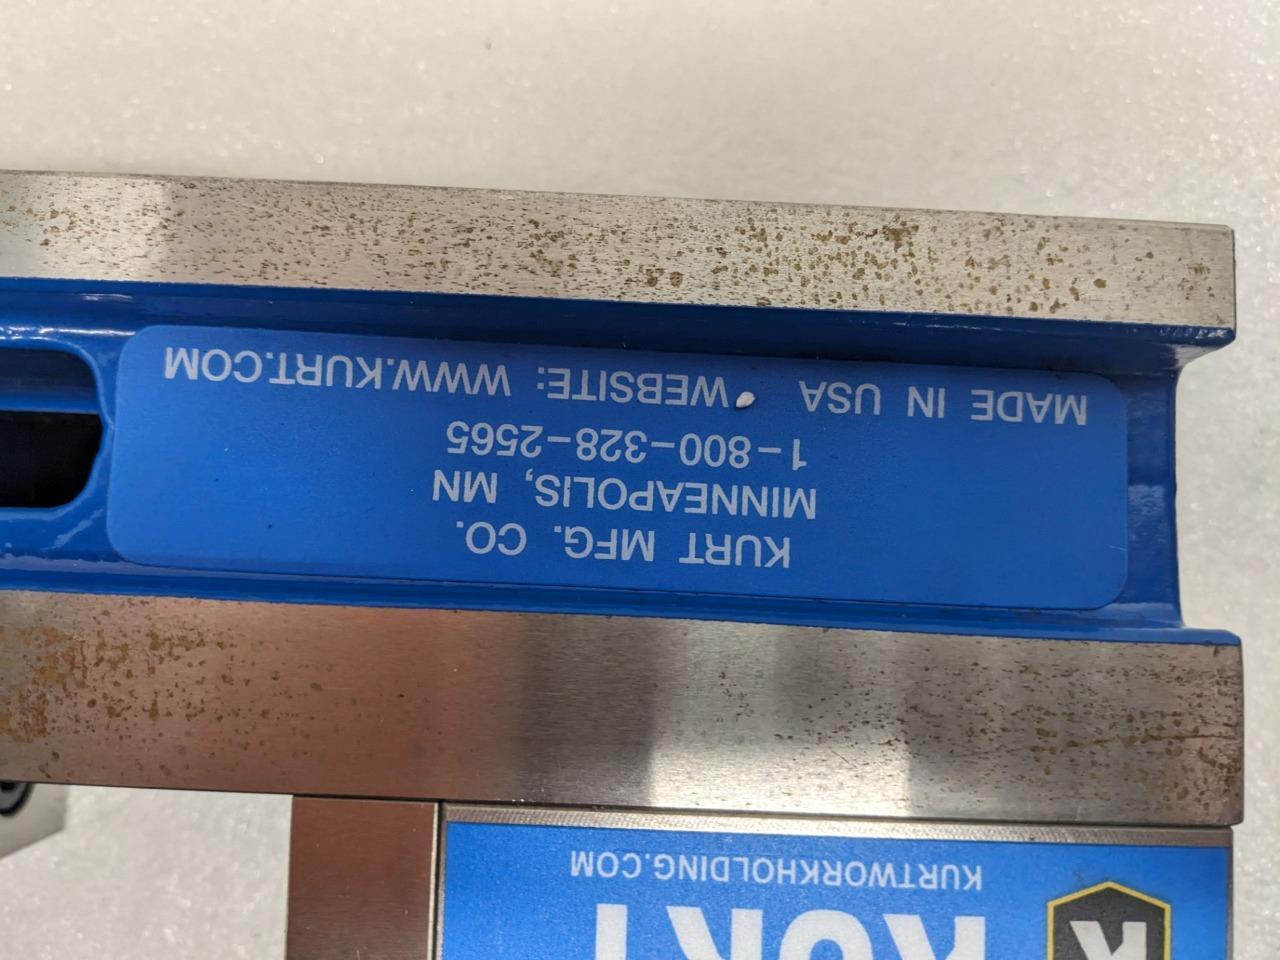 KURT MFG. CO.
MINNEAPOLIS, MN
1-800-328-2565
MADE IN USA • WEBSITE: WWW.KURT.COM
K KURT
KURTWORKHOLDING.COM